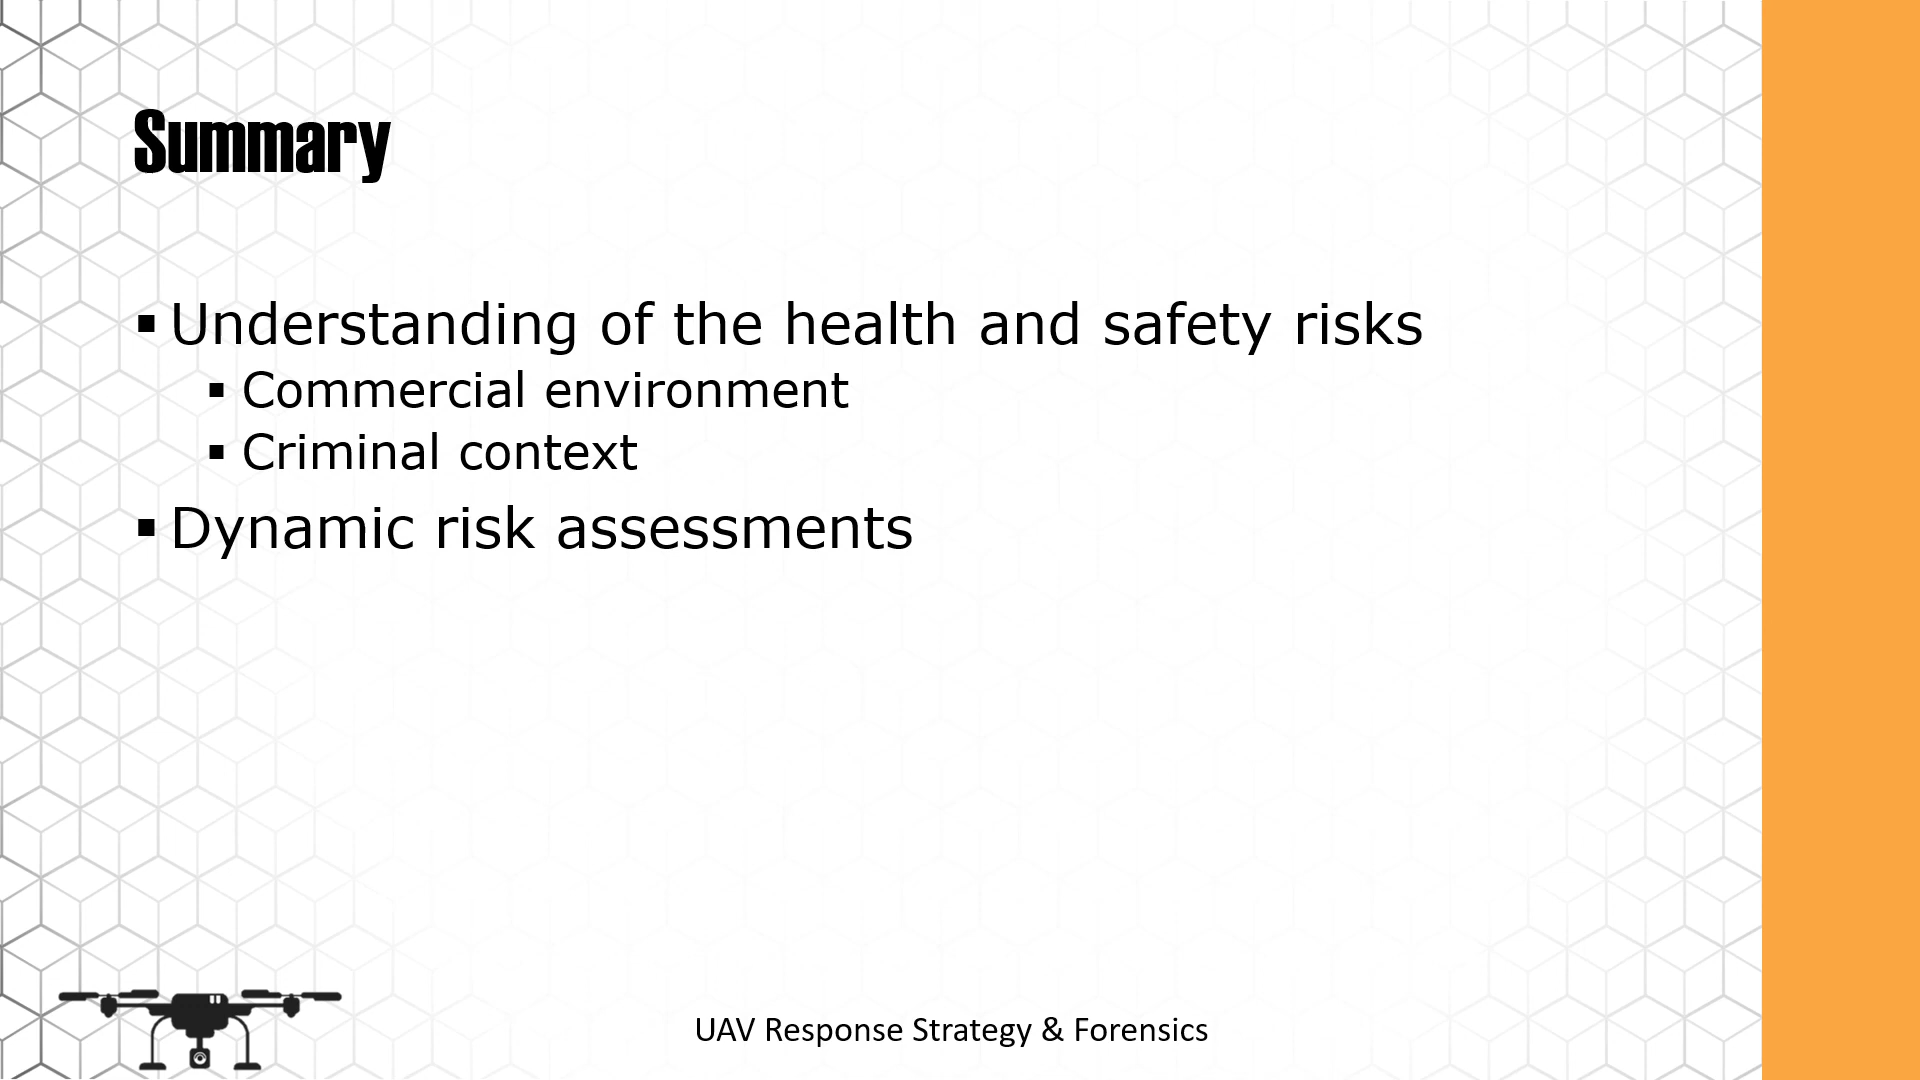 Summary
▪ Understanding of the health and safety risks
▪ Commercial environment
▪ Criminal context
▪ Dynamic risk assessments
UAV Response Strategy & Forensics